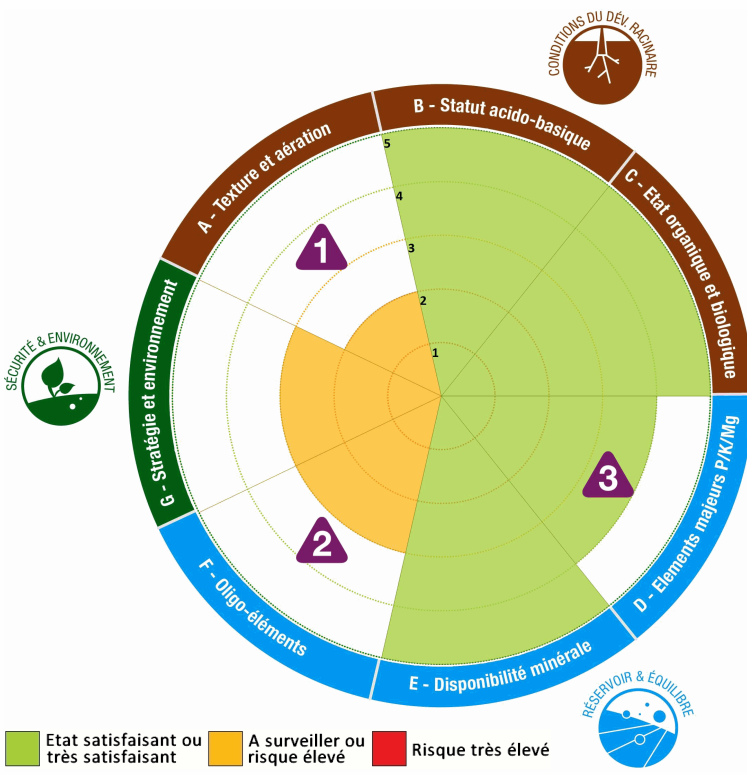 CONDITIONS DU DÉV. RACINAIRE
B - Statut acido-basique
A - Texture et aération
C - Etat organique et biologique
5
4
3
2
1
1
SÉCURITÉ & ENVIRONNEMENT
G - Stratégie et environnement
3
2
D - Elements majeurs P/K/Mg
F - Oligo-éléments
E - Disponibilité minérale
RÉSERVOIR & ÉQUILIBRE
Etat satisfaisant ou
très satisfaisant
A surveiller ou
risque élevé
Risque très élevé